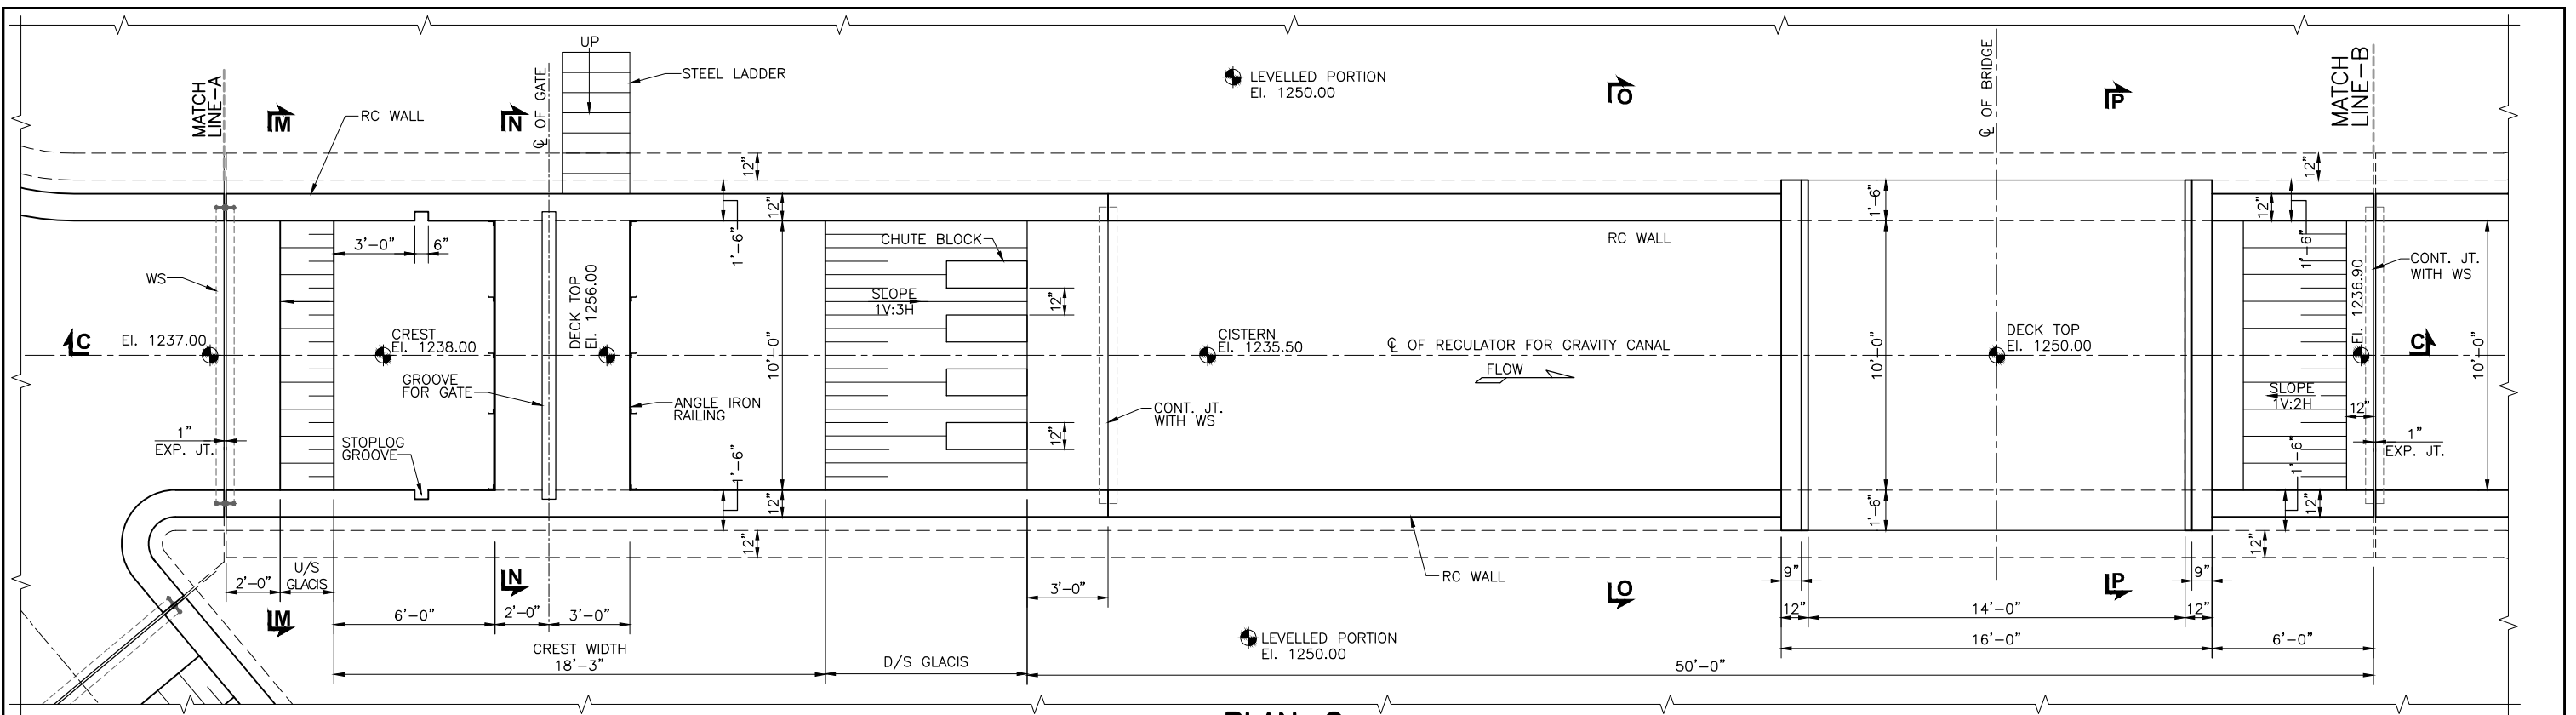 UP
STEEL LADDER
MATCH
LINE-A
M
RC WALL
N
℄ OF GATE
LEVELLED PORTION
El. 1250.00
O
℄ OF BRIDGE
P
MATCH
LINE-B
12"
12"
1'-6"
12"
1'-6"
12"
1'-6"
3'-0"
6"
WS
DECK TOP
El. 1256.00
CHUTE BLOCK
RC WALL
SLOPE
1V:3H
12"
El. 1236.90
CONT. JT.
WITH WS
C
El. 1237.00
CREST
El. 1238.00
10'-0"
CISTERN
El. 1235.50
℄ OF REGULATOR FOR GRAVITY CANAL
FLOW
10'-0"
DECK TOP
El. 1250.00
C
10'-0"
GROOVE
FOR GATE
ANGLE IRON
RAILING
CONT. JT.
WITH WS
SLOPE
1V:2H
12"
1"
EXP. JT.
STOPLOG
GROOVE
1'-6"
12"
1'-6"
1"
EXP. JT.
12"
1'-6"
12"
12"
12"
2'-0"
U/S
GLACIS
N
M
6'-0"
2'-0"
3'-0"
3'-0"
RC WALL
O
9"
9"
P
12"
14'-0"
12"
CREST WIDTH
18'-3"
D/S GLACIS
LEVELLED PORTION
El. 1250.00
16'-0"
6'-0"
50'-0"